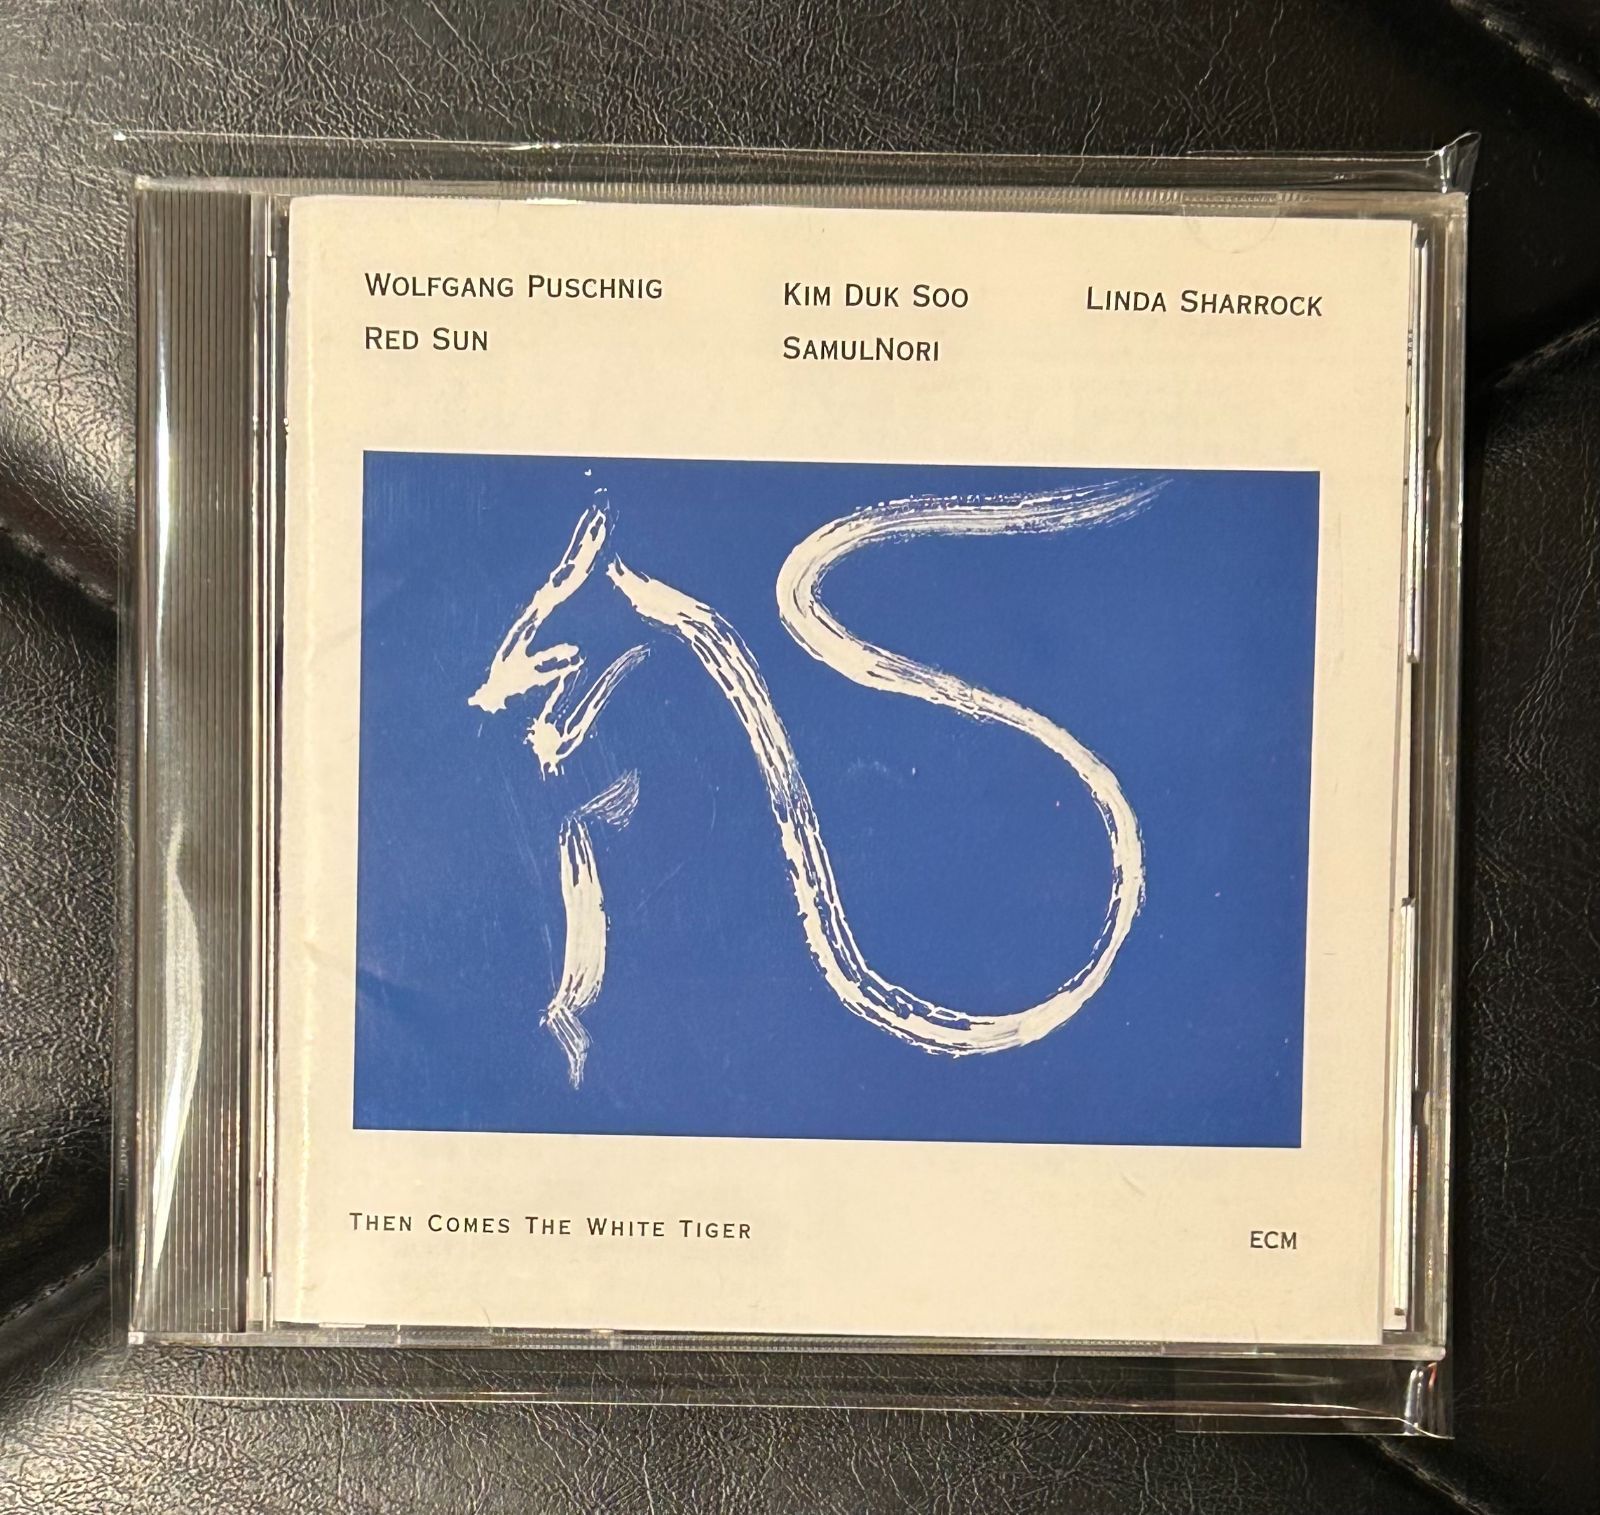 Wolfgang Puschnig
Red Sun
Kim Duk Soo
SamulNori
Linda Sharrock
Then Comes The White Tiger
ECM